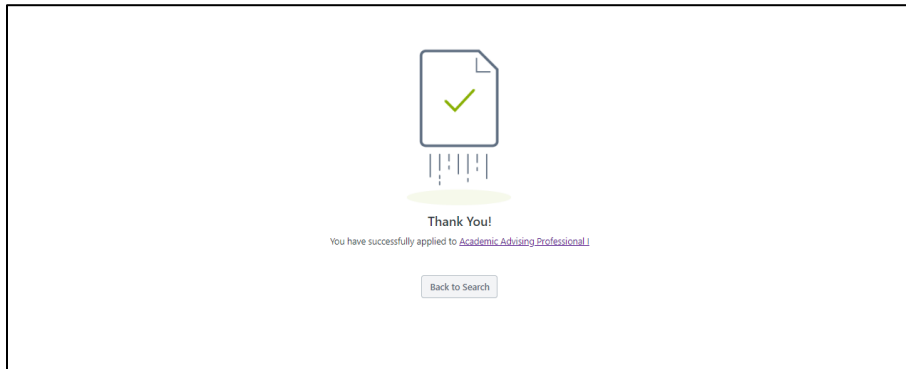 Thank You!
You have successfully applied to Academic Advising Professional I
Back to Search